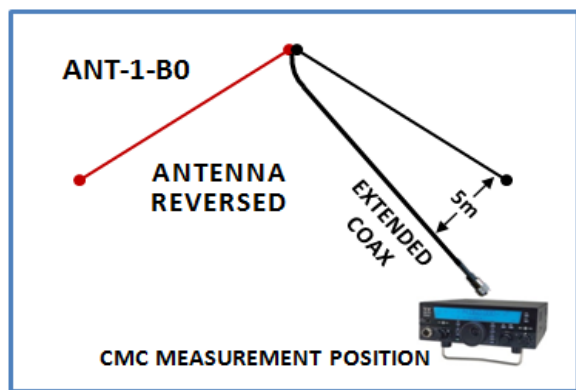 ANT-1-B0
ANTENNA
REVERSED
EXTENDED
COAX
5m
CMC MEASUREMENT POSITION